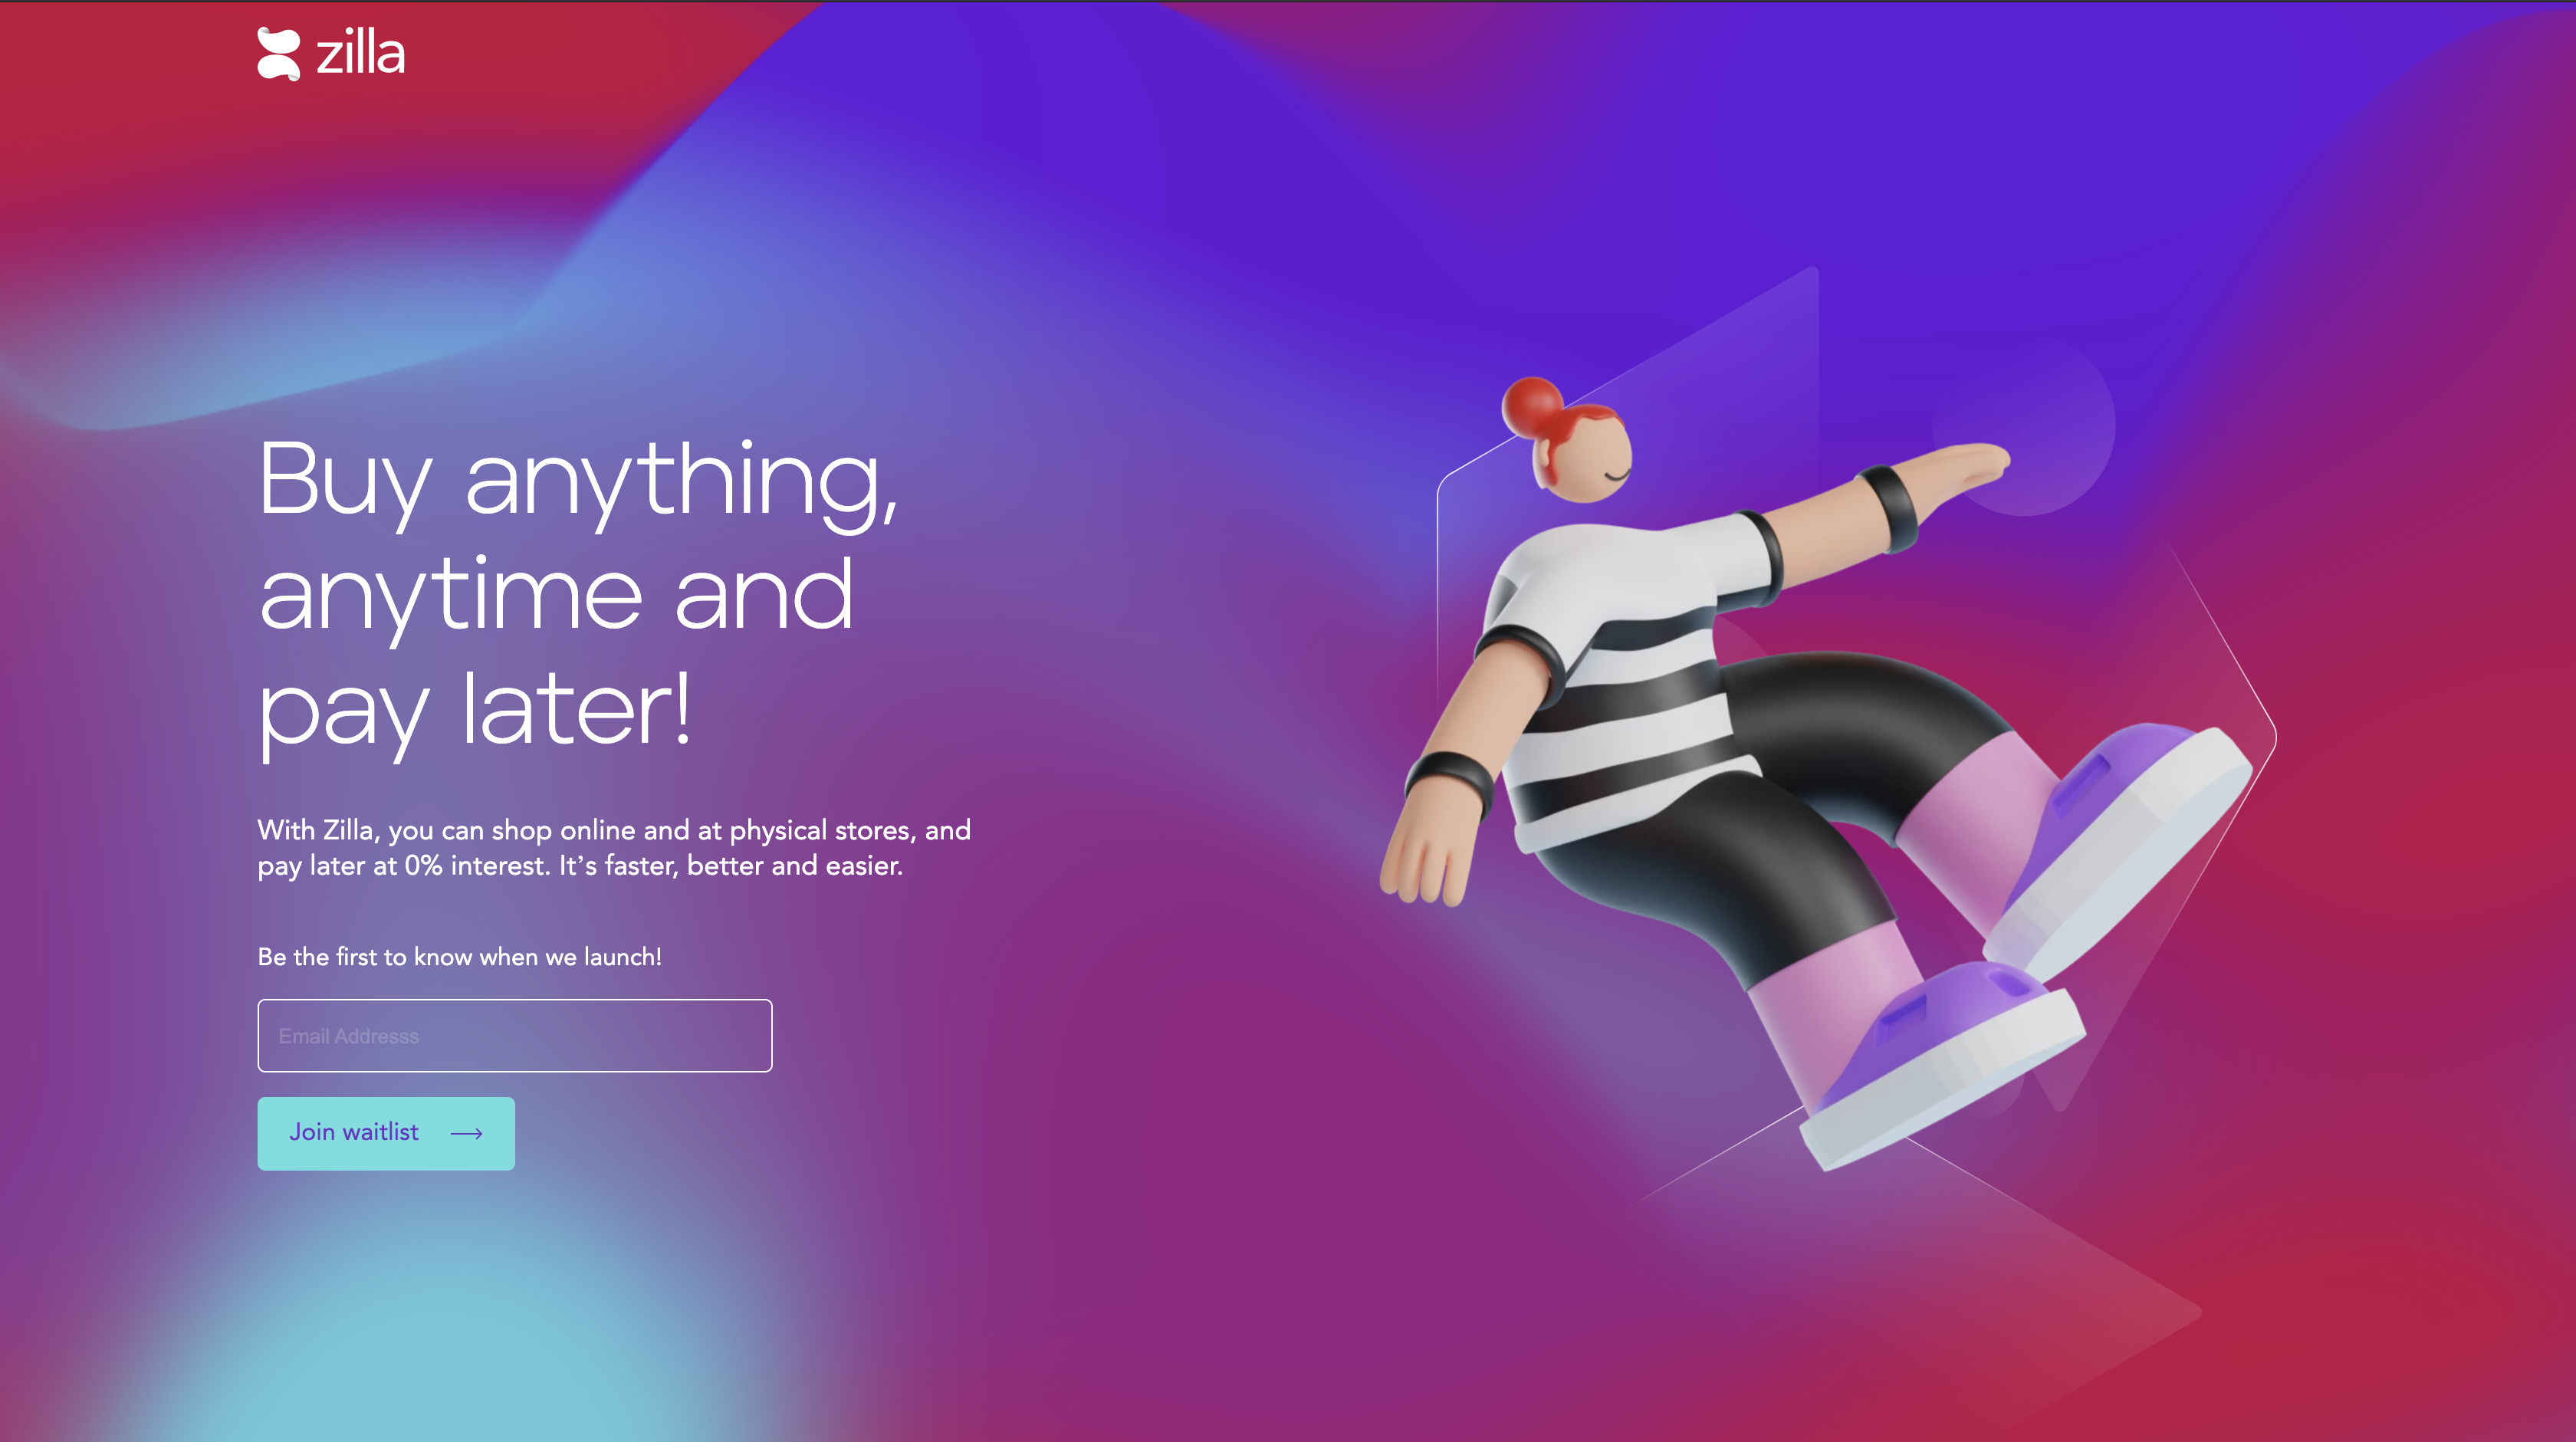 zilla
Buy anything,
anytime and
pay later!
With Zilla, you can shop online and at physical stores, and
pay later at 0% interest. It’s faster, better and easier.
Be the first to know when we launch!
Email Addresss
Join waitlist